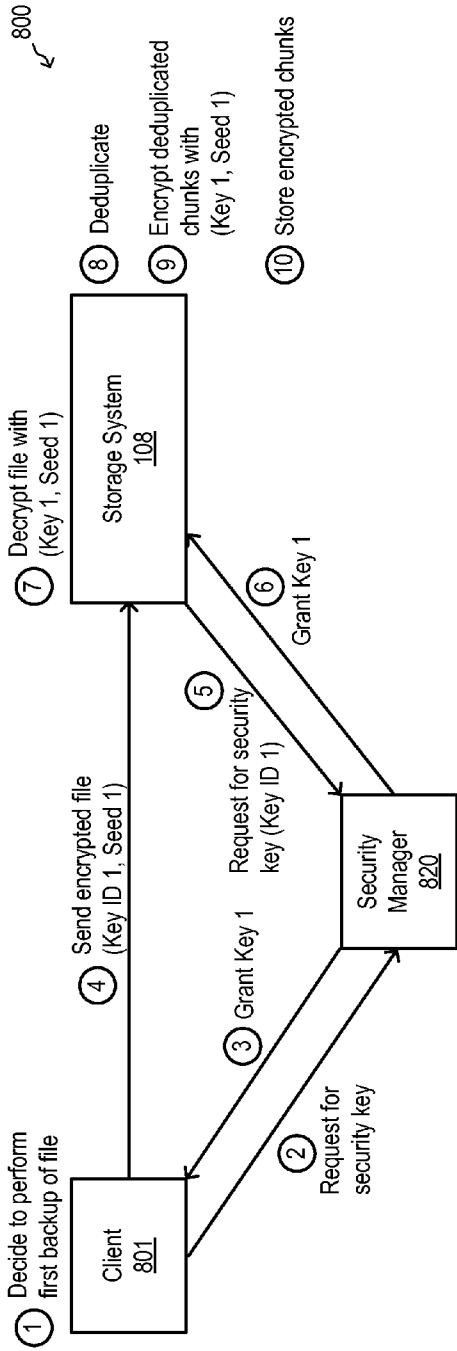 800
1
Decide to perform
first backup of file
Client
801
2
Request for
security key
3
Grant Key 1
4
Send encrypted file
(Key ID 1, Seed 1)
Security
Manager
820
5
Request for security
key (Key ID 1)
6
Grant Key 1
7
Decrypt file with
(Key 1, Seed 1)
Storage System
108
8
Deduplicate
9
Encrypt deduplicated
chunks with
(Key 1, Seed 1)
10
Store encrypted chunks